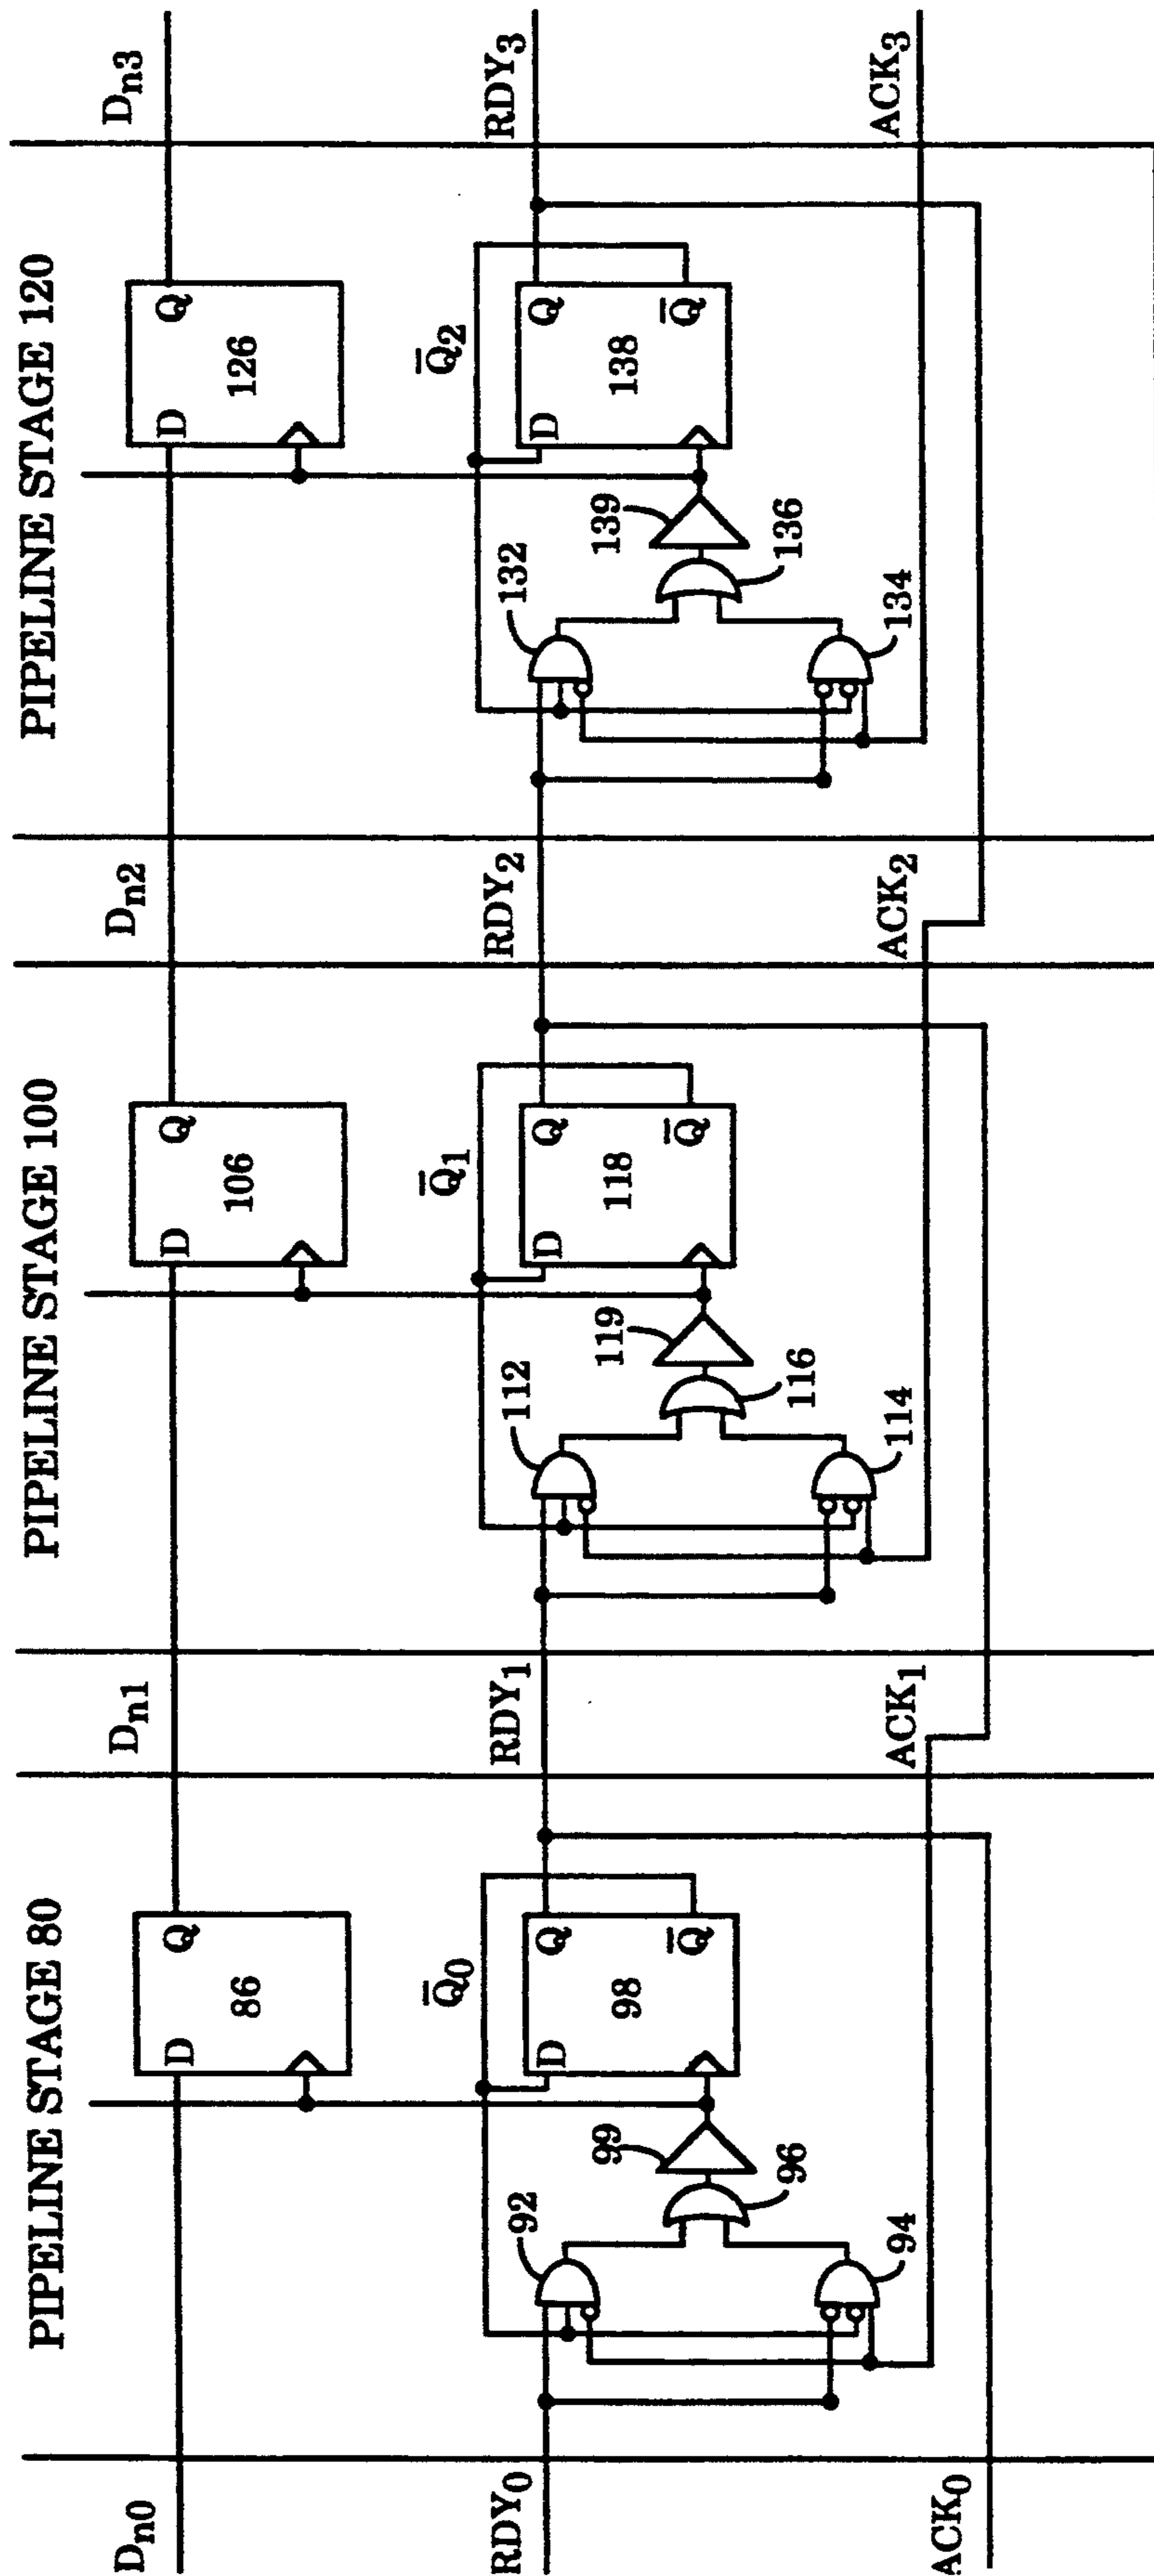 PIPELINE STAGE 80
PIPELINE STAGE 100
PIPELINE STAGE 120
Dn0
Dn1
Dn2
Dn3
D Q
86
D Q
106
D Q
126
Q̅0
Q̅1
Q̅2
RDY0
RDY1
RDY2
RDY3
92
99
96
94
D Q
98
Q̅
112
119
116
114
D Q
118
Q̅
132
139
136
134
D Q
138
Q̅
ACK0
ACK1
ACK2
ACK3